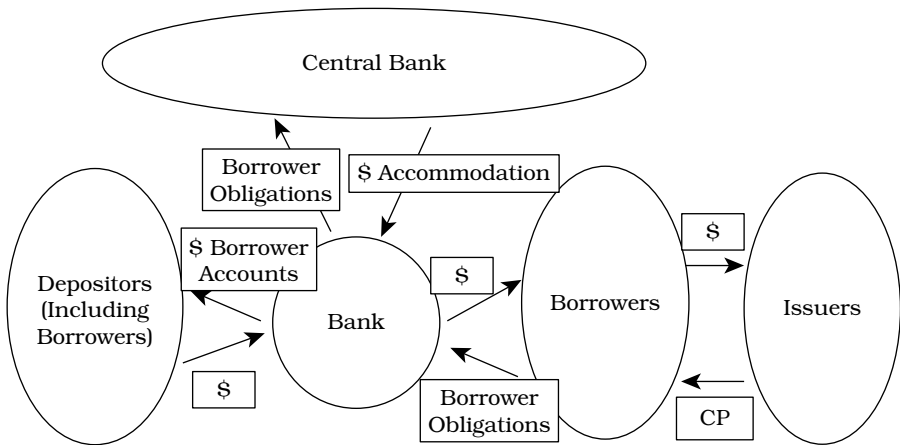 Central Bank
Borrower
Obligations
$ Accommodation
$ Borrower
Accounts
$
$
Depositors
(Including
Borrowers)
Bank
Borrowers
Issuers
$
Borrower
Obligations
CP